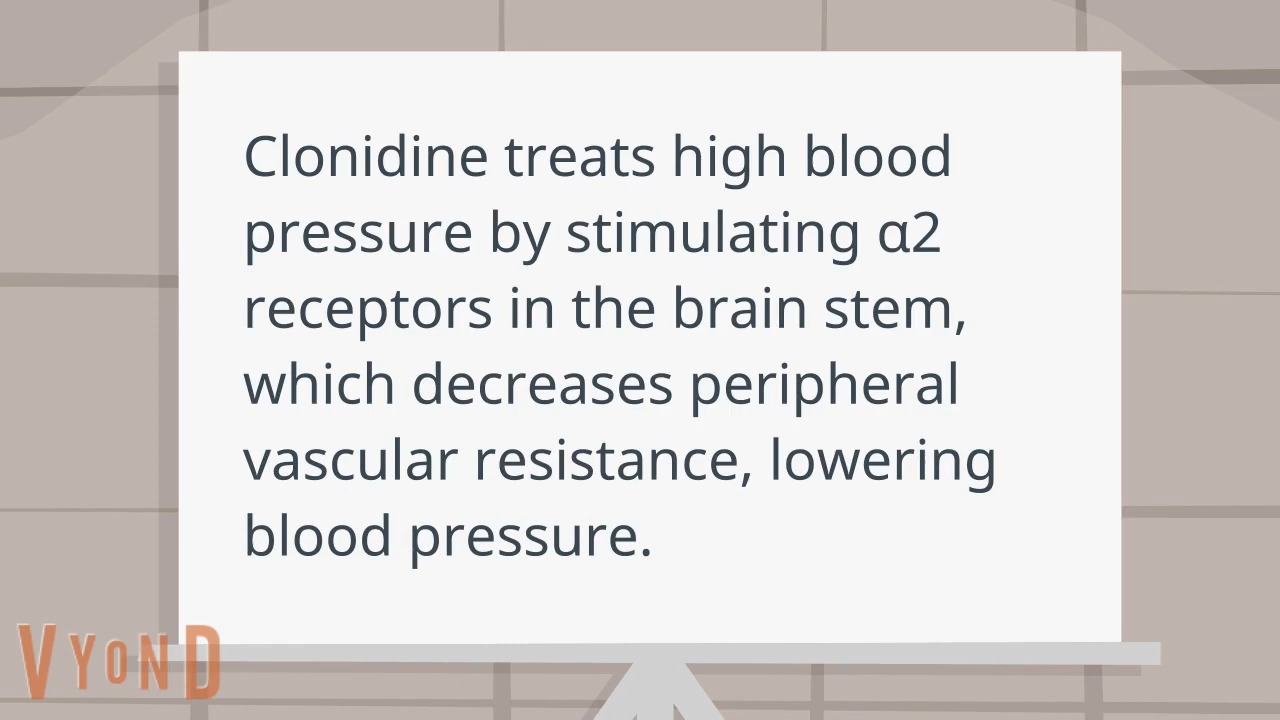 Clonidine treats high blood
pressure by stimulating α2
receptors in the brain stem,
which decreases peripheral
vascular resistance, lowering
blood pressure.
VYOND